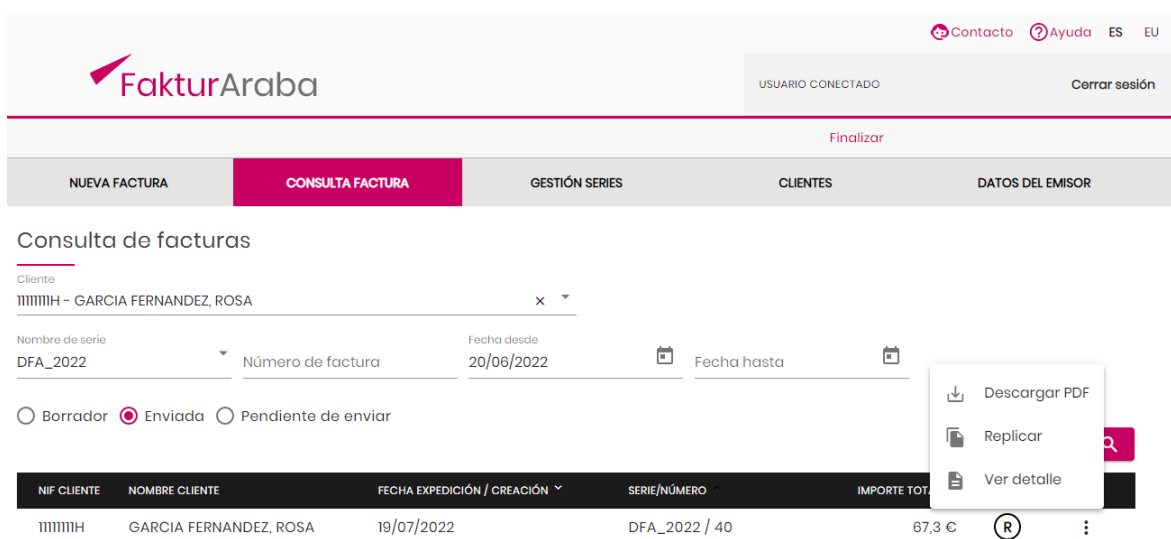 Contacto Ayuda ES EU
FakturAraba
USUARIO CONECTADO Cerrar sesión
Finalizar
NUEVA FACTURA CONSULTA FACTURA GESTIÓN SERIES CLIENTES DATOS DEL EMISOR
Consulta de facturas
Cliente
11111111H - GARCIA FERNANDEZ, ROSA
Nombre de serie Fecha desde
DFA_2022 Número de factura 20/06/2022 Fecha hasta
Descargar PDF
Borrador Enviada Pendiente de enviar
Replicar
Ver detalle
NIF CLIENTE NOMBRE CLIENTE FECHA EXPEDICIÓN / CREACIÓN SERIE/NÚMERO IMPORTE TOT
11111111H GARCIA FERNANDEZ, ROSA 19/07/2022 DFA_2022 / 40 67,3 € R